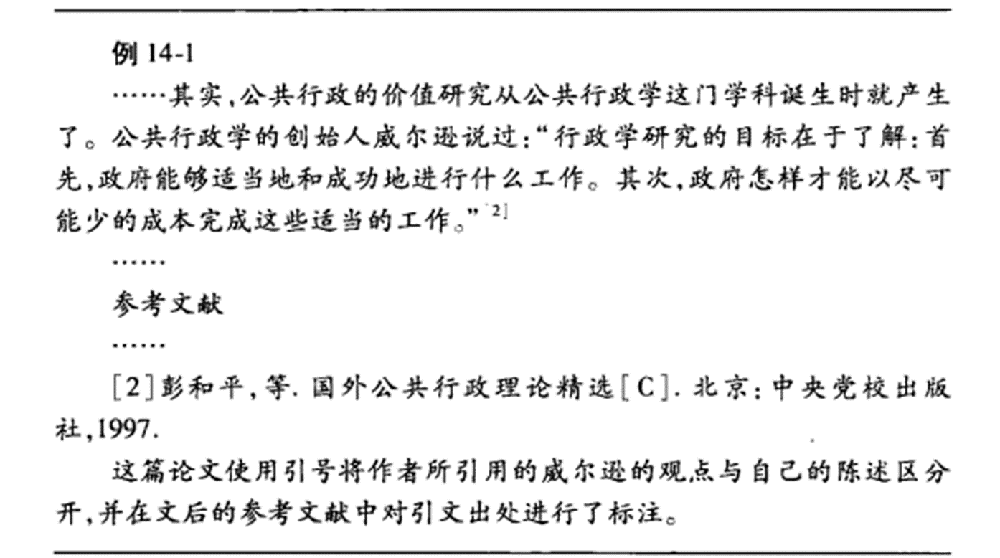 例 14-1
……其实,公共行政的价值研究从公共行政学这门学科诞生时就产生
了。公共行政学的创始人威尔逊说过:“行政学研究的目标在于了解:首
先,政府能够适当地和成功地进行什么工作。其次,政府怎样才能以尽可
能少的成本完成这些适当的工作。”[2]
……
参考文献
……
[2]彭和平,等. 国外公共行政理论精选[C]. 北京:中央党校出版
社,1997.
这篇论文使用引号将作者所引用的威尔逊的观点与自己的陈述区分
开,并在文后的参考文献中对引文出处进行了标注。